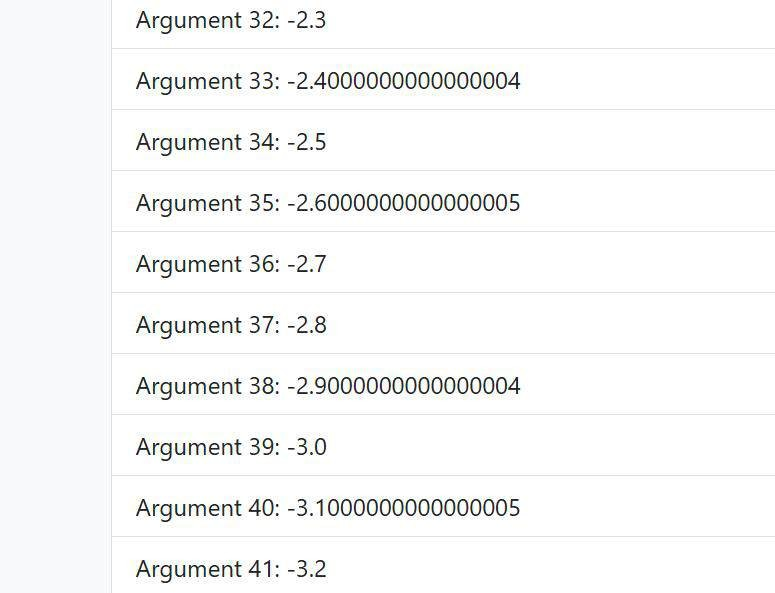 Argument 32: -2.3
Argument 33: -2.4000000000000004
Argument 34: -2.5
Argument 35: -2.6000000000000005
Argument 36: -2.7
Argument 37: -2.8
Argument 38: -2.9000000000000004
Argument 39: -3.0
Argument 40: -3.1000000000000005
Argument 41: -3.2